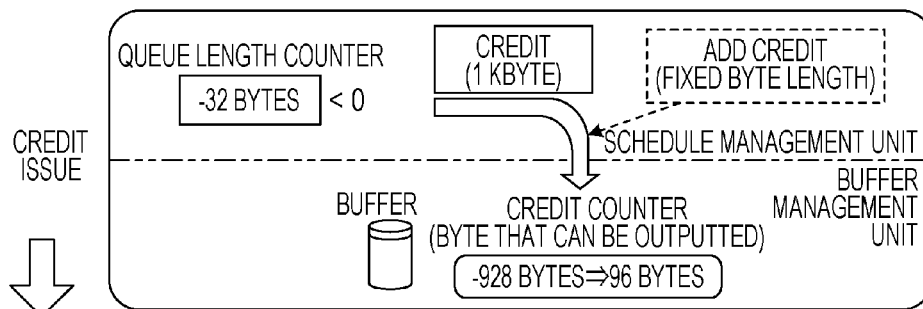 QUEUE LENGTH COUNTER
-32 BYTES < 0
CREDIT
(1 KBYTE)
ADD CREDIT
(FIXED BYTE LENGTH)
CREDIT
ISSUE
SCHEDULE MANAGEMENT UNIT
BUFFER
MANAGEMENT
UNIT
BUFFER
CREDIT COUNTER
(BYTE THAT CAN BE OUTPUTTED)
-928 BYTES⇒96 BYTES